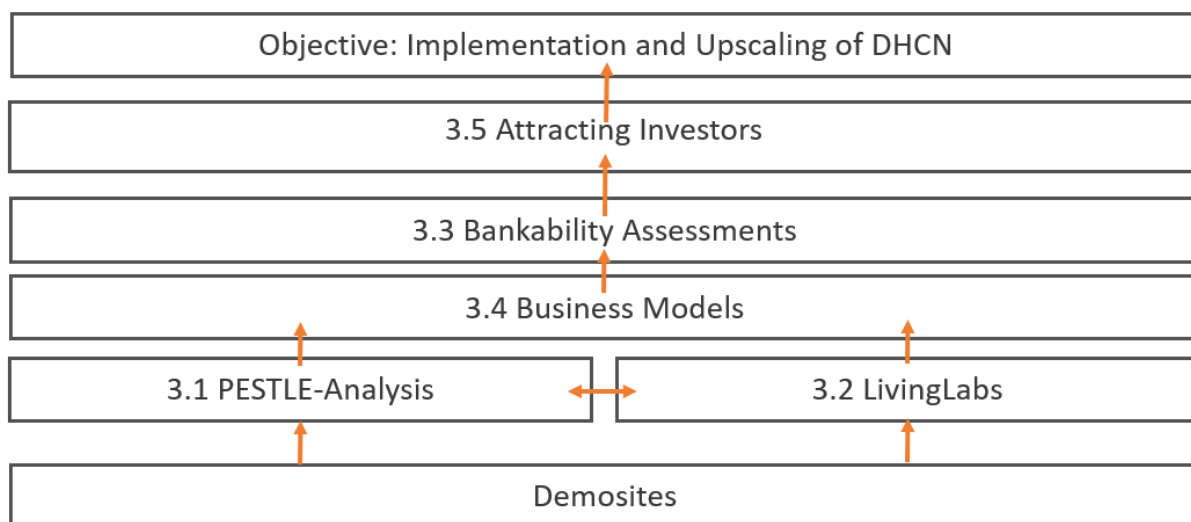 Objective: Implementation and Upscaling of DHCN
3.5 Attracting Investors
3.3 Bankability Assessments
3.4 Business Models
3.1 PESTLE-Analysis
3.2 LivingLabs
Demosites